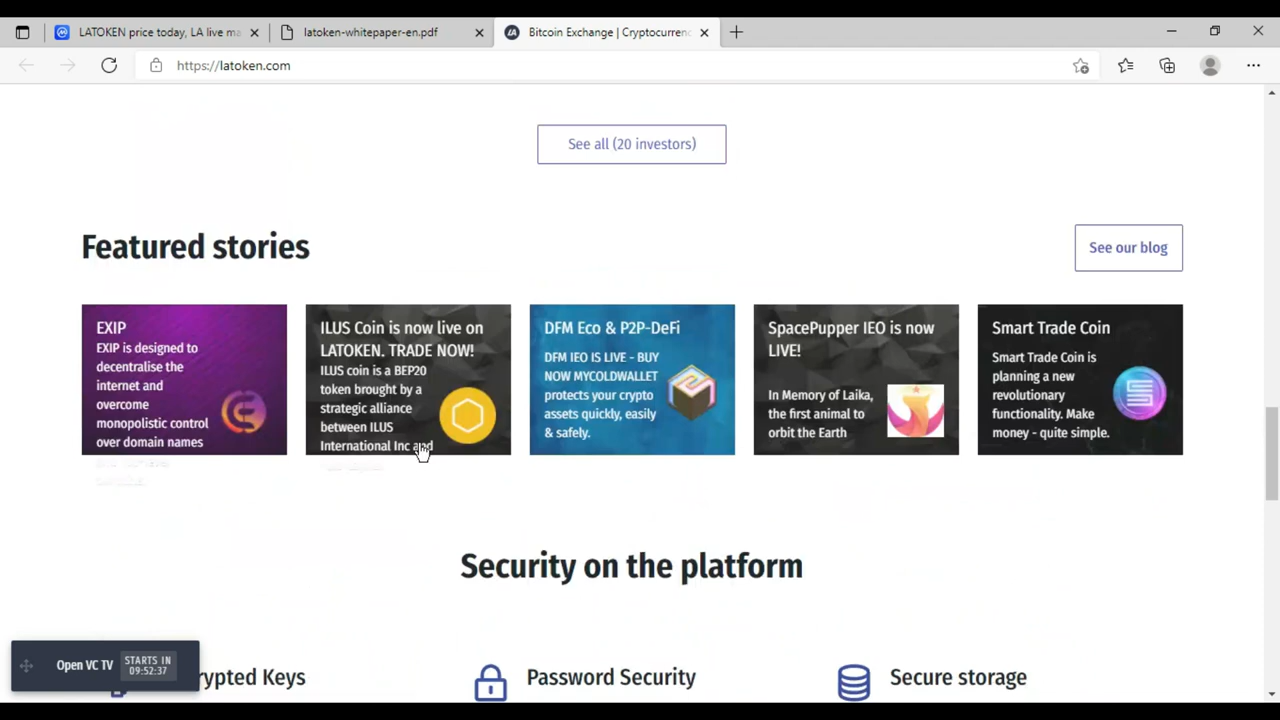 LATOKEN price today, LA live ma
latoken-whitepaper-en.pdf
Bitcoin Exchange | Cryptocurrenc
https://latoken.com
See all (20 investors)
Featured stories
See our blog
EXIP
EXIP is designed to
decentralise the
internet and
overcome
monopolistic control
over domain names
ILUS Coin is now live on
LATOKEN. TRADE NOW!
ILUS coin is a BEP20
token brought by a
strategic alliance
between ILUS
International Inc and
DFM Eco & P2P-DeFi
DFM IEO IS LIVE - BUY
NOW MYCOLDWALLET
protects your crypto
assets quickly, easily
& safely.
SpacePupper IEO is now
LIVE!
In Memory of Laika,
the first animal to
orbit the Earth
Smart Trade Coin
Smart Trade Coin is
planning a new
revolutionary
functionality. Make
money - quite simple.
Security on the platform
Open VC TV
STARTS IN
09:52:37
rypted Keys
Password Security
Secure storage